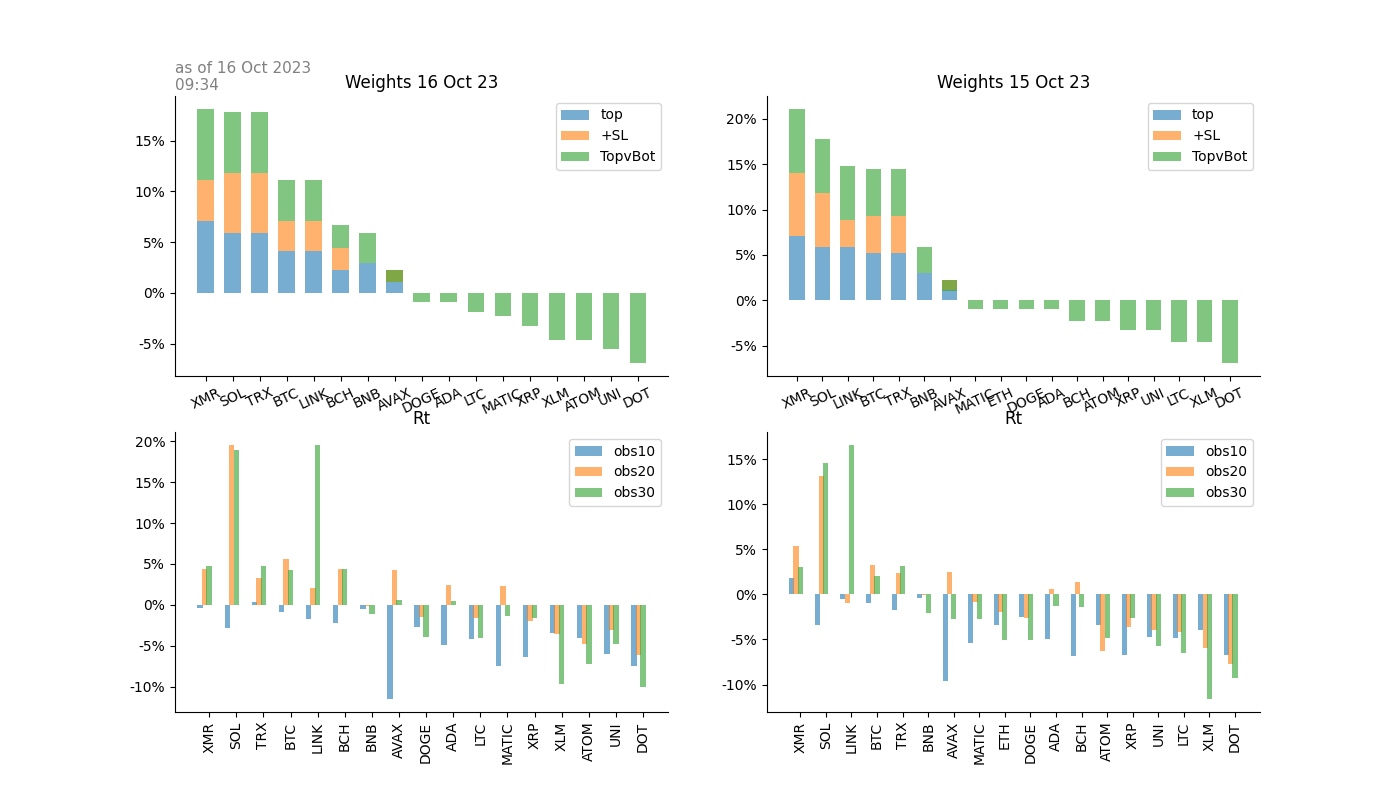 as of 16 Oct 2023
09:34
Weights 16 Oct 23
15%
10%
5%
0%
-5%
top
+SL
TopvBot
XMR SOL TRX BTC LINK BCH BNB AVAX DOGE ADA LTC MATIC XRP XLM ATOM UNI DOT
Weights 15 Oct 23
20%
15%
10%
5%
0%
-5%
top
+SL
TopvBot
XMR SOL LINK BTC TRX BNB AVAX MATIC ETH DOGE ADA BCH ATOM XRP UNI LTC XLM DOT
Rt
20%
15%
10%
5%
0%
-5%
-10%
obs10
obs20
obs30
XMR SOL TRX BTC LINK BCH BNB AVAX DOGE ADA LTC MATIC XRP XLM ATOM UNI DOT
Rt
15%
10%
5%
0%
-5%
-10%
obs10
obs20
obs30
XMR SOL LINK BTC TRX BNB AVAX MATIC ETH DOGE ADA BCH ATOM XRP UNI LTC XLM DOT